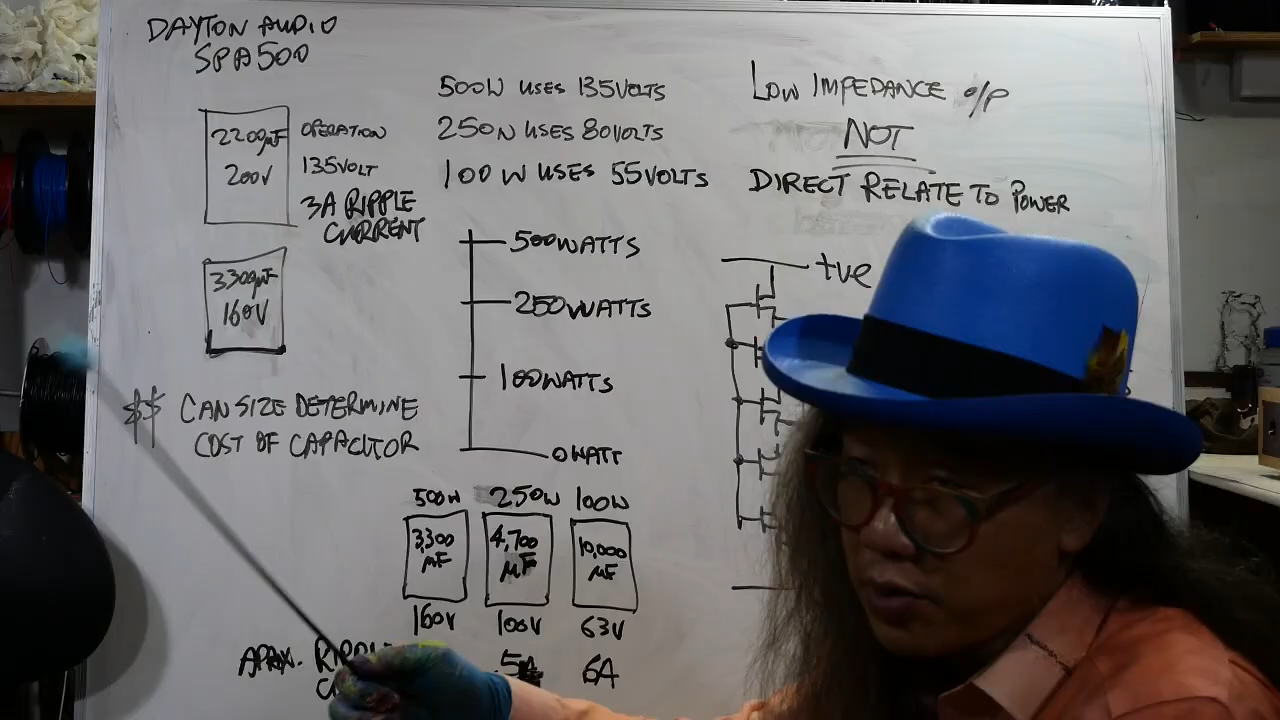 DAYTON AUDIO
SPA500
2200µF
200V
OPERATION
135VOLT
3A RIPPLE
CURRENT
3300µF
160V
$$ CAN SIZE DETERMINE
COST OF CAPACITOR
500W USES 135VOLTS
250W USES 80VOLTS
100W USES 55VOLTS
500WATTS
250WATTS
100WATTS
0WATT
500W 250W 100W
3,300 µF
4,700 µF
10,000 µF
160V 100V 63V
APPX.
6A
LOW IMPEDANCE O/P
NOT
DIRECT RELATE TO POWER
+ve